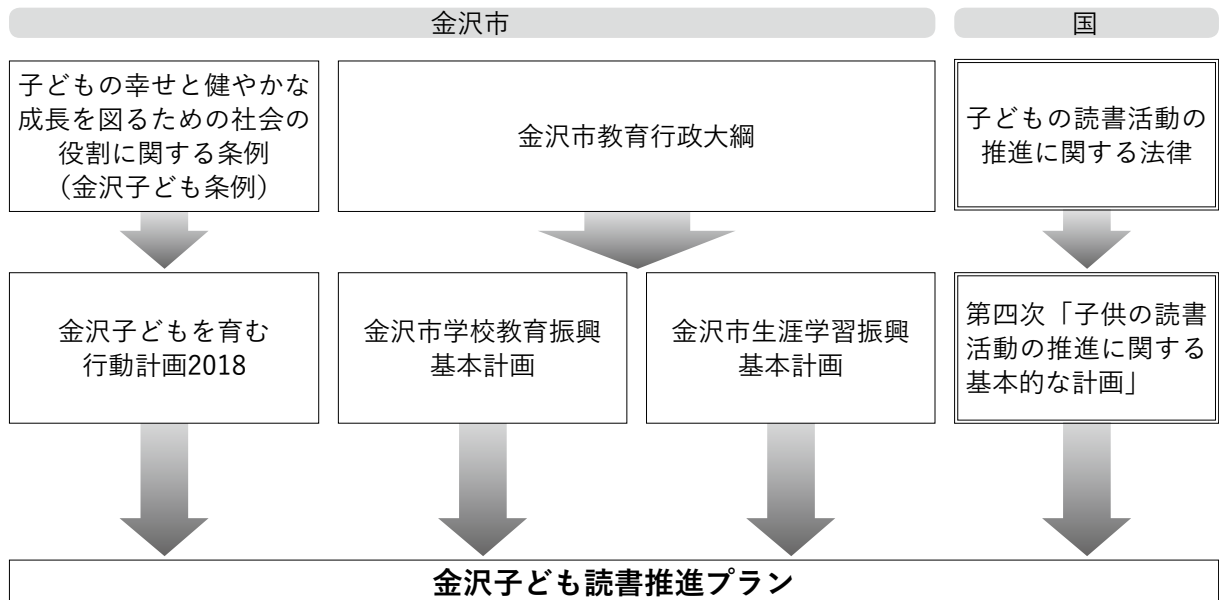 金沢市
国
子どもの幸せと健やかな
成長を図るための社会の
役割に関する条例
（金沢子ども条例）
金沢市教育行政大綱
子どもの読書活動の
推進に関する法律
金沢子どもを育む
行動計画2018
金沢市学校教育振興
基本計画
金沢市生涯学習振興
基本計画
第四次「子供の読書
活動の推進に関する
基本的な計画」
金沢子ども読書推進プラン